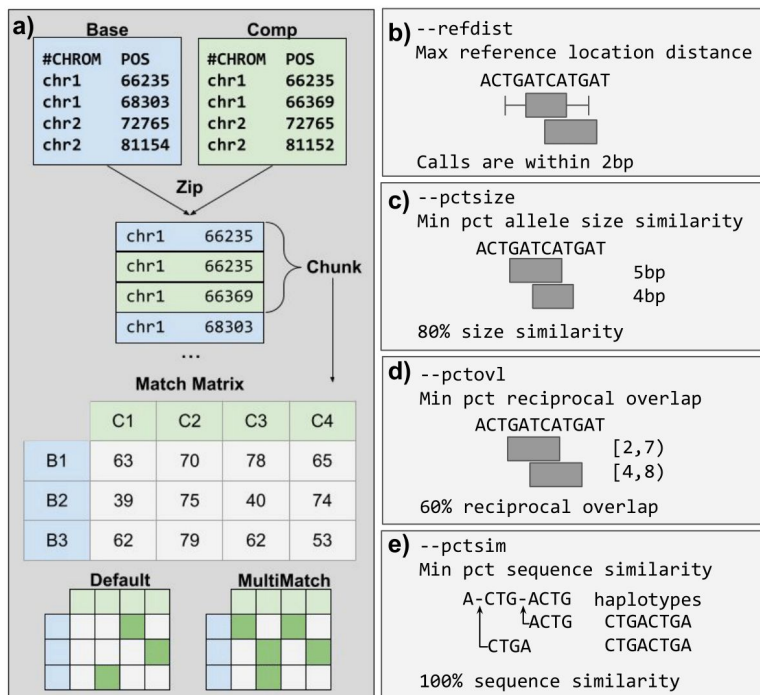 a)
Base Comp
#CHROM POS #CHROM POS
chr1 66235 chr1 66235
chr1 68303 chr1 66369
chr2 72765 chr2 72765
chr2 81154 chr2 81152
Zip
chr1 66235
chr1 66235
chr1 66369
chr1 68303
Chunk
...
Match Matrix
C1 C2 C3 C4
B1 63 70 78 65
B2 39 75 40 74
B3 62 79 62 53
Default MultiMatch
b) --refdist
Max reference location distance
ACTGATCATGAT
Calls are within 2bp
c) --pctsize
Min pct allele size similarity
ACTGATCATGAT
5bp
4bp
80% size similarity
d) --pctovl
Min pct reciprocal overlap
ACTGATCATGAT
[2,7)
[4,8)
60% reciprocal overlap
e) --pctsim
Min pct sequence similarity
A-CTG-ACTG haplotypes
ACTG CTGACTGA
CTGA CTGACTGA
100% sequence similarity